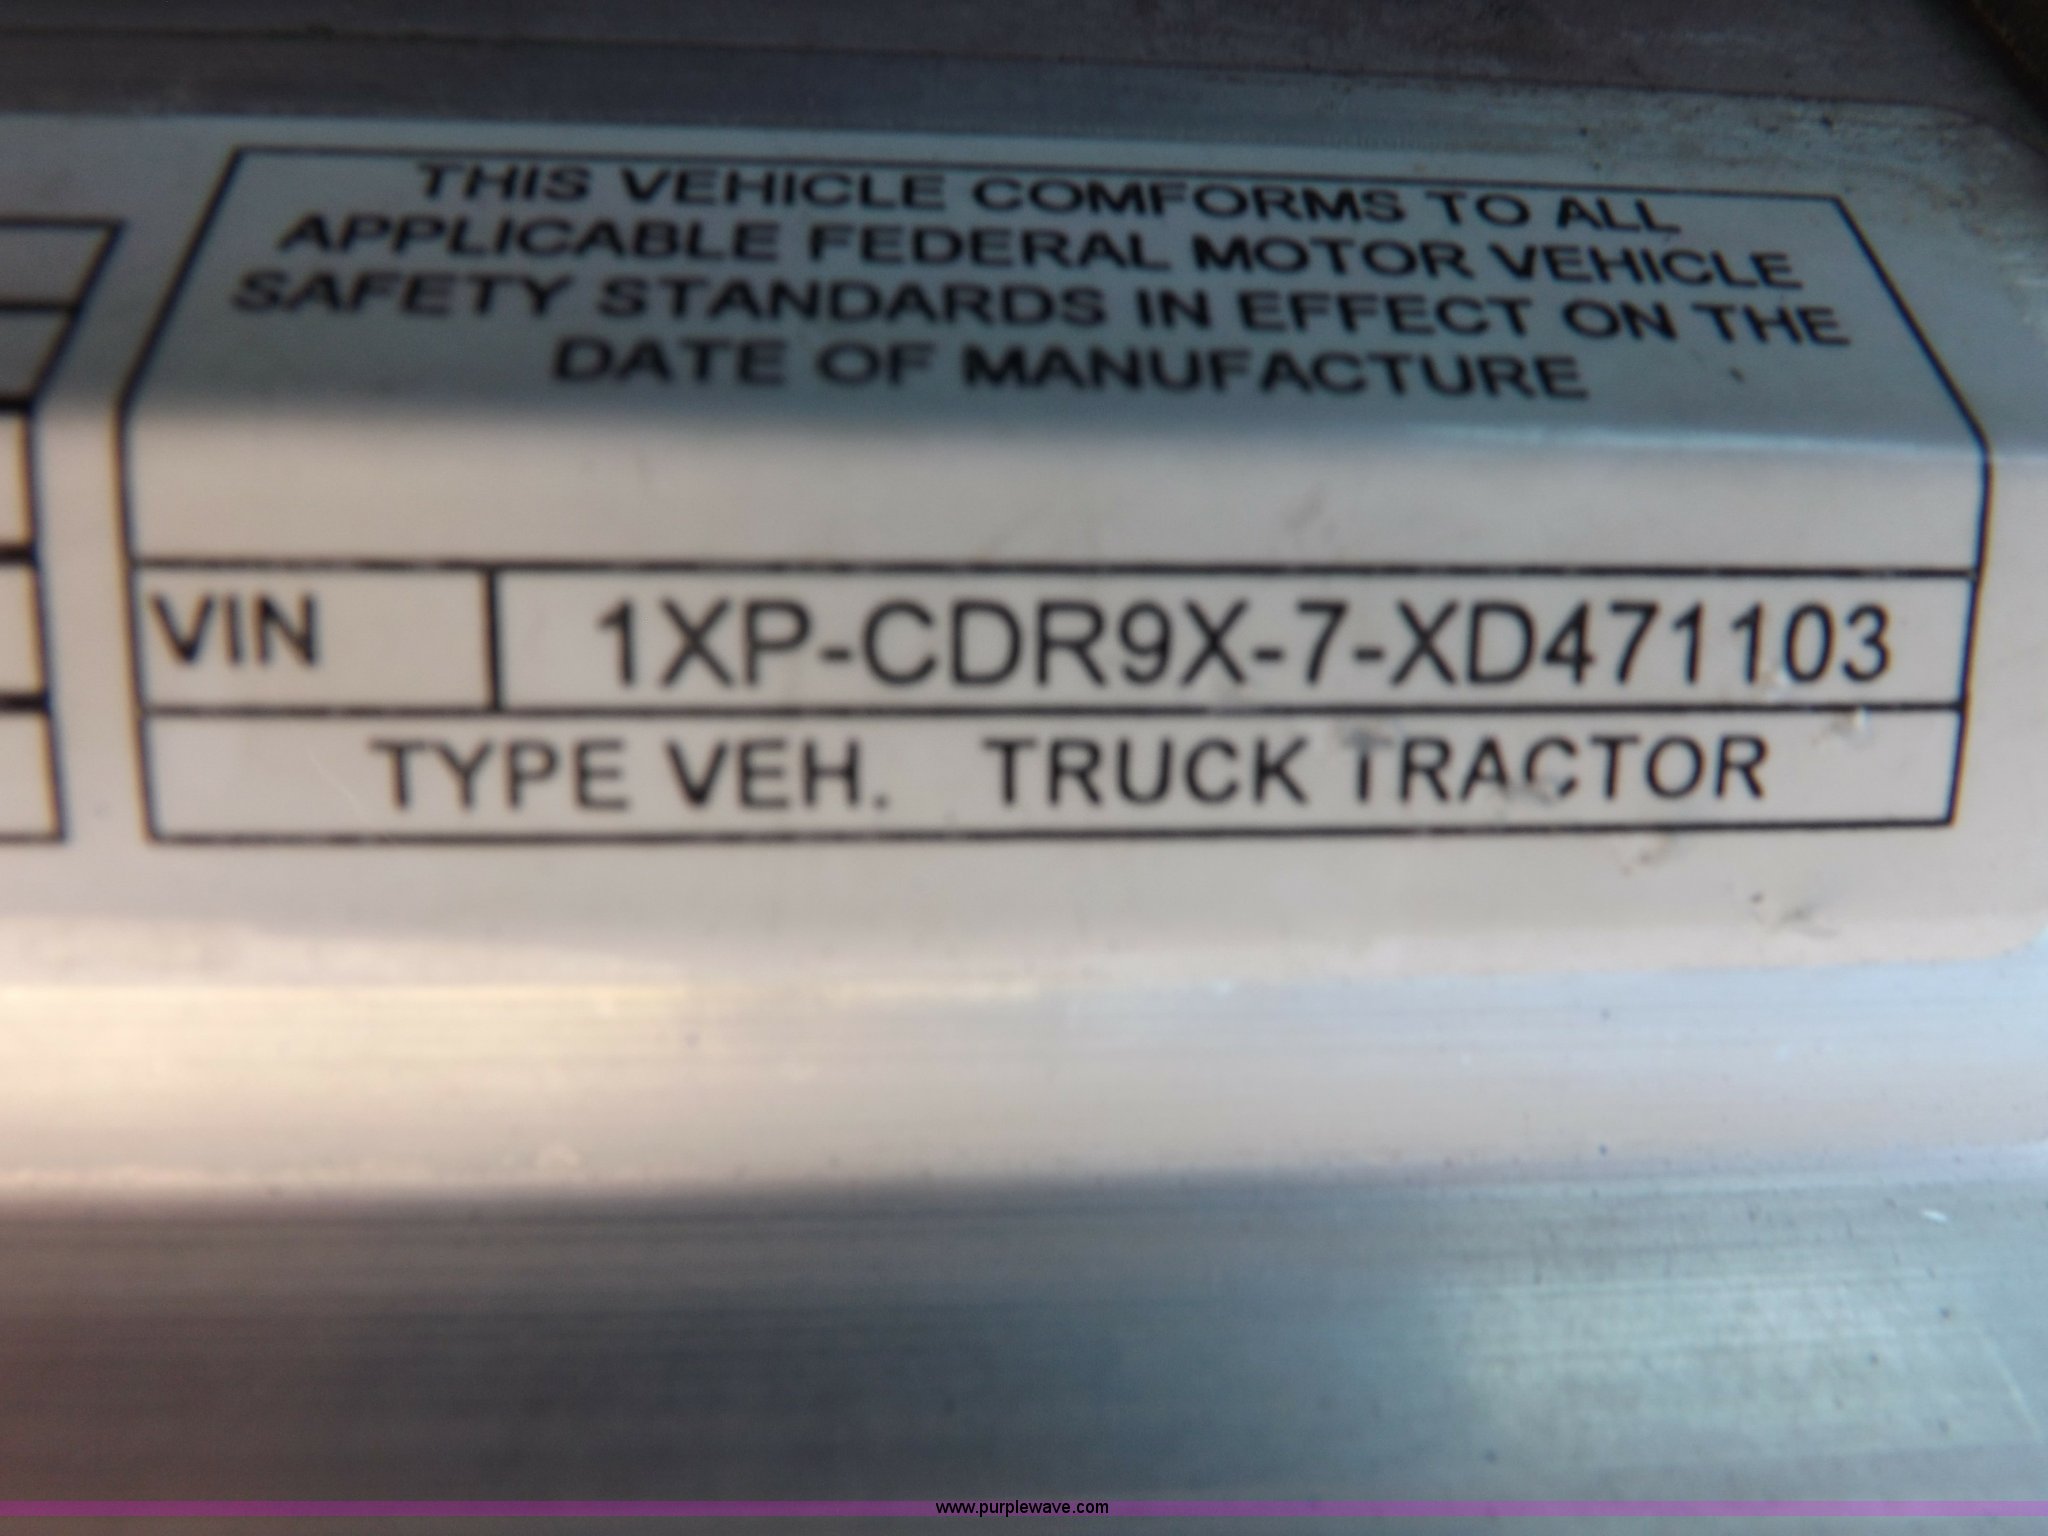 THIS VEHICLE COMFORMS TO ALL
APPLICABLE FEDERAL MOTOR VEHICLE
SAFETY STANDARDS IN EFFECT ON THE
DATE OF MANUFACTURE
VIN 1XP-CDR9X-7-XD471103
TYPE VEH. TRUCK TRACTOR
www.purplewave.com